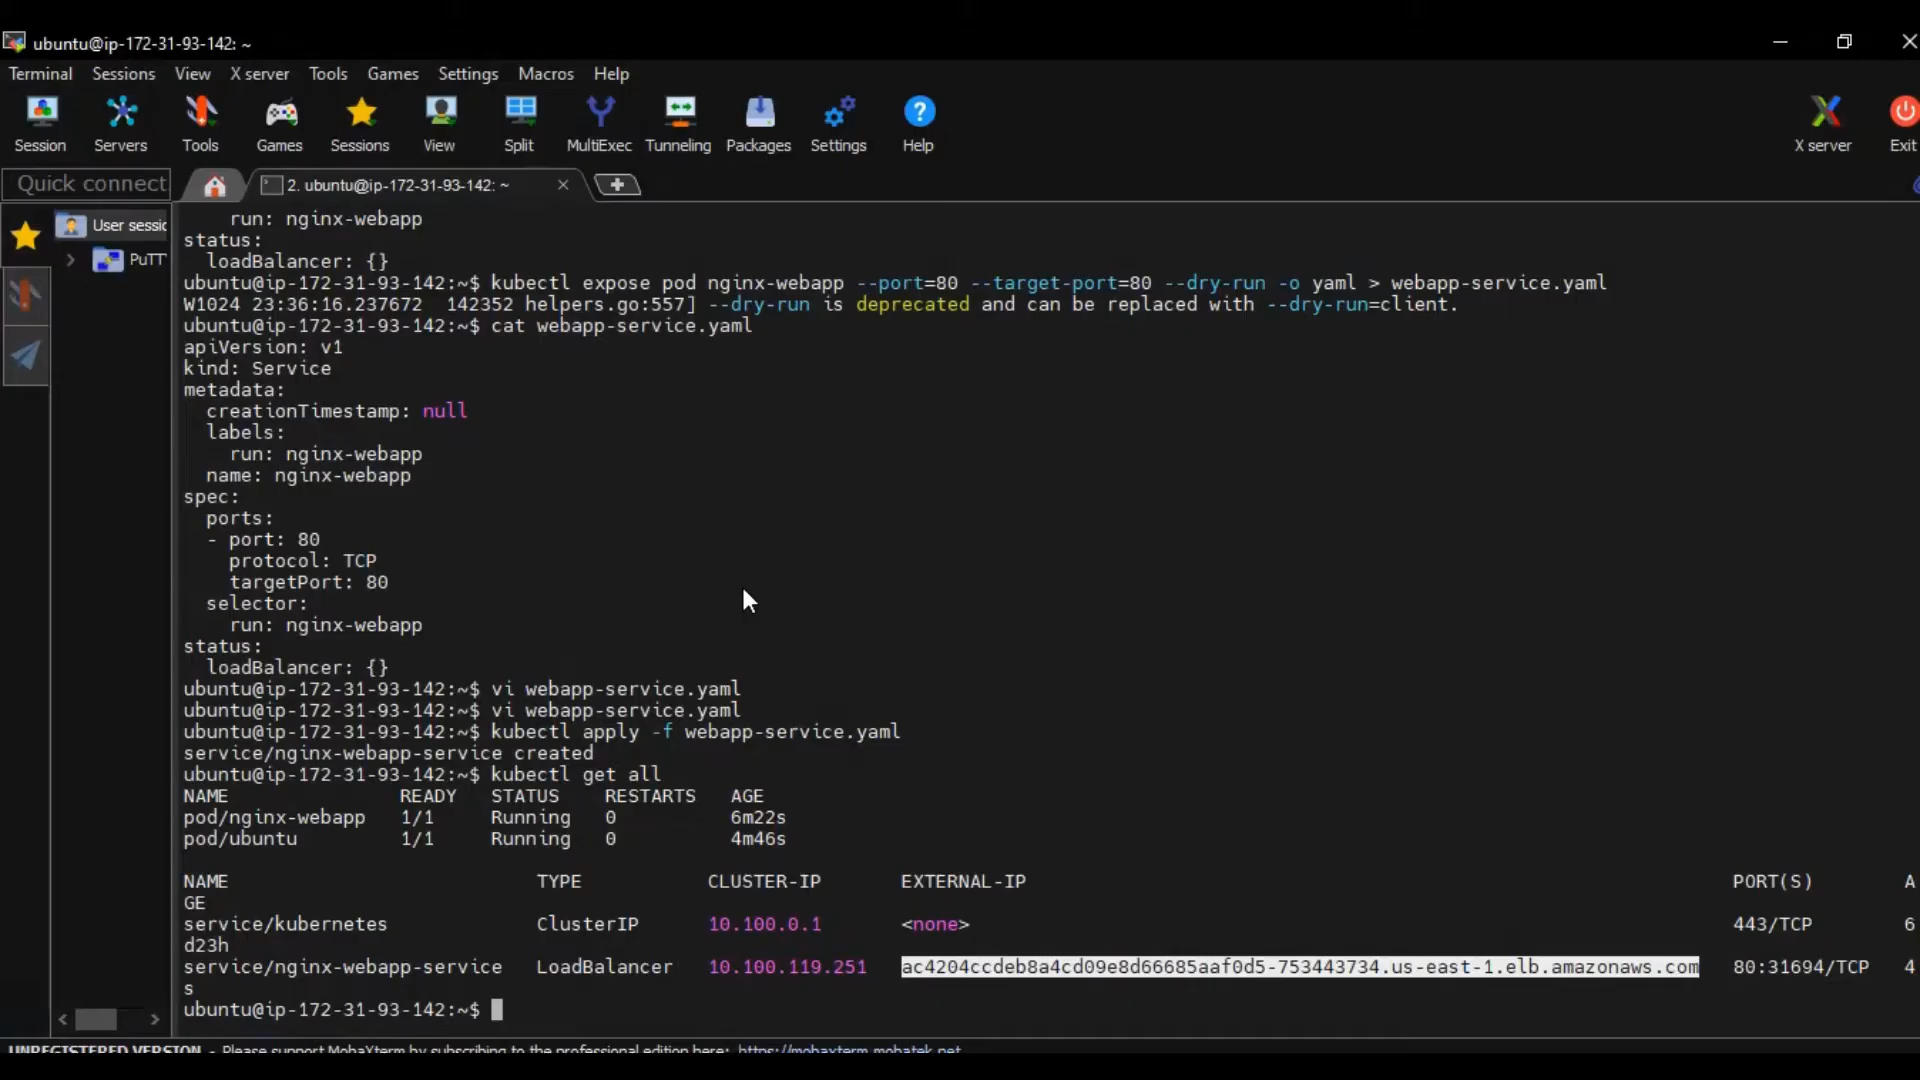 ubuntu@ip-172-31-93-142: ~
Terminal Sessions View X server Tools Games Settings Macros Help
Session Servers Tools Games Sessions View Split MultiExec Tunneling Packages Settings Help X server Exit
Quick connect 2. ubuntu@ip-172-31-93-142: ~
User sessio
PuTT
run: nginx-webapp
status:
loadBalancer: {}
ubuntu@ip-172-31-93-142:~$ kubectl expose pod nginx-webapp --port=80 --target-port=80 --dry-run -o yaml > webapp-service.yaml
W1024 23:36:16.237672 142352 helpers.go:557] --dry-run is deprecated and can be replaced with --dry-run=client.
ubuntu@ip-172-31-93-142:~$ cat webapp-service.yaml
apiVersion: v1
kind: Service
metadata:
creationTimestamp: null
labels:
run: nginx-webapp
name: nginx-webapp
spec:
ports:
- port: 80
protocol: TCP
targetPort: 80
selector:
run: nginx-webapp
status:
loadBalancer: {}
ubuntu@ip-172-31-93-142:~$ vi webapp-service.yaml
ubuntu@ip-172-31-93-142:~$ vi webapp-service.yaml
ubuntu@ip-172-31-93-142:~$ kubectl apply -f webapp-service.yaml
service/nginx-webapp-service created
ubuntu@ip-172-31-93-142:~$ kubectl get all
NAME READY STATUS RESTARTS AGE
pod/nginx-webapp 1/1 Running 0 6m22s
pod/ubuntu 1/1 Running 0 4m46s
NAME TYPE CLUSTER-IP EXTERNAL-IP PORT(S) A
GE
service/kubernetes ClusterIP 10.100.0.1 <none> 443/TCP 6
d23h
service/nginx-webapp-service LoadBalancer 10.100.119.251 ac4204ccdeb8a4cd09e8d66685aaf0d5-753443734.us-east-1.elb.amazonaws.com 80:31694/TCP 4
s
ubuntu@ip-172-31-93-142:~$
UNREGISTERED VERSION - Please support MobaXterm by subscribing to the professional edition here: https://mobaxterm.mobatek.net